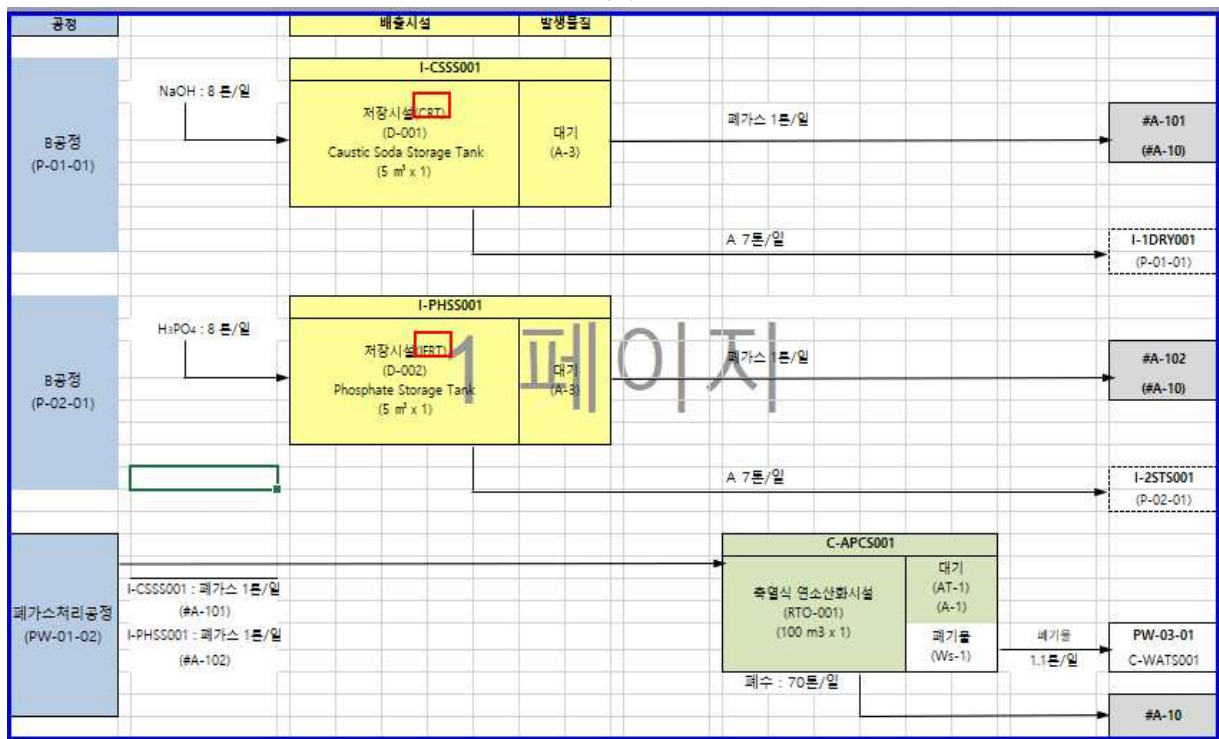 공정
배출시설
발생물질
B공정
(P-01-01)
NaOH : 8 톤/일
I-CSSS001
저장시설(CRT)
(D-001)
Caustic Soda Storage Tank
(5 m³ x 1)
대기
(A-3)
폐가스 1톤/일
#A-101
(#A-10)
A 7톤/일
I-1DRY001
(P-01-01)
B공정
(P-02-01)
H₃PO₄ : 8 톤/일
I-PHSS001
저장시설(IFRT)
(D-002)
Phosphate Storage Tank
(5 m³ x 1)
대기
(A-3)
1 페이지
폐가스 1톤/일
#A-102
(#A-10)
A 7톤/일
I-2STS001
(P-02-01)
폐가스처리공정
(PW-01-02)
I-CSSS001 : 폐가스 1톤/일
(#A-101)
I-PHSS001 : 폐가스 1톤/일
(#A-102)
C-APCS001
축열식 연소산화시설
(RTO-001)
(100 m3 x 1)
대기
(AT-1)
(A-1)
폐기물
(Ws-1)
폐기물
1.1톤/일
PW-03-01
C-WATS001
폐수 : 70톤/일
#A-10